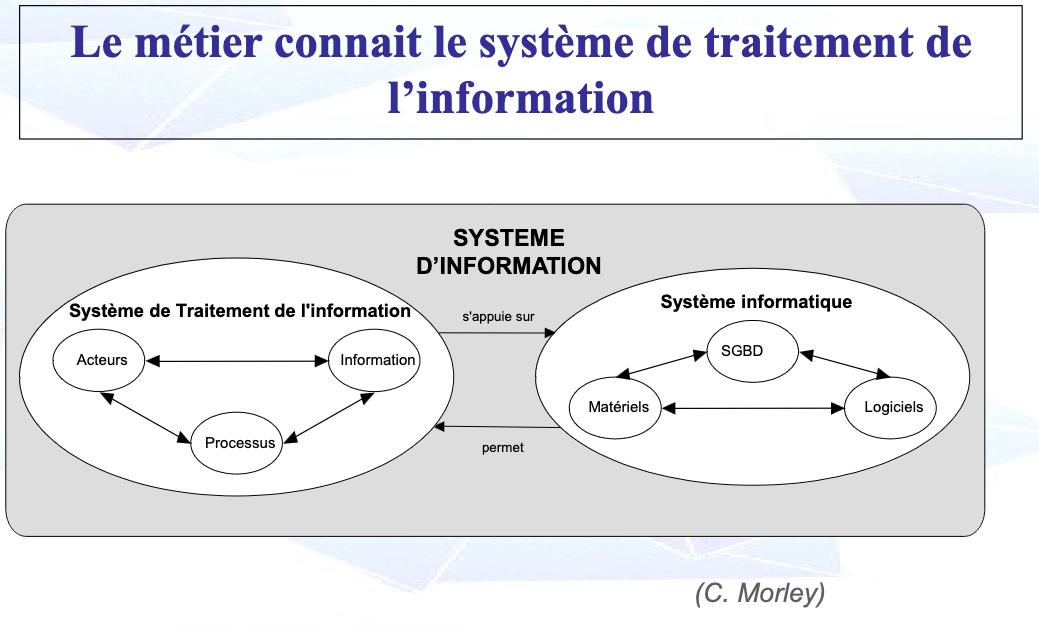 Le métier connait le système de traitement de
l’information
SYSTEME
D’INFORMATION
Système de Traitement de l'information
Acteurs
Information
Processus
s'appuie sur
permet
Système informatique
SGBD
Matériels
Logiciels
(C. Morley)